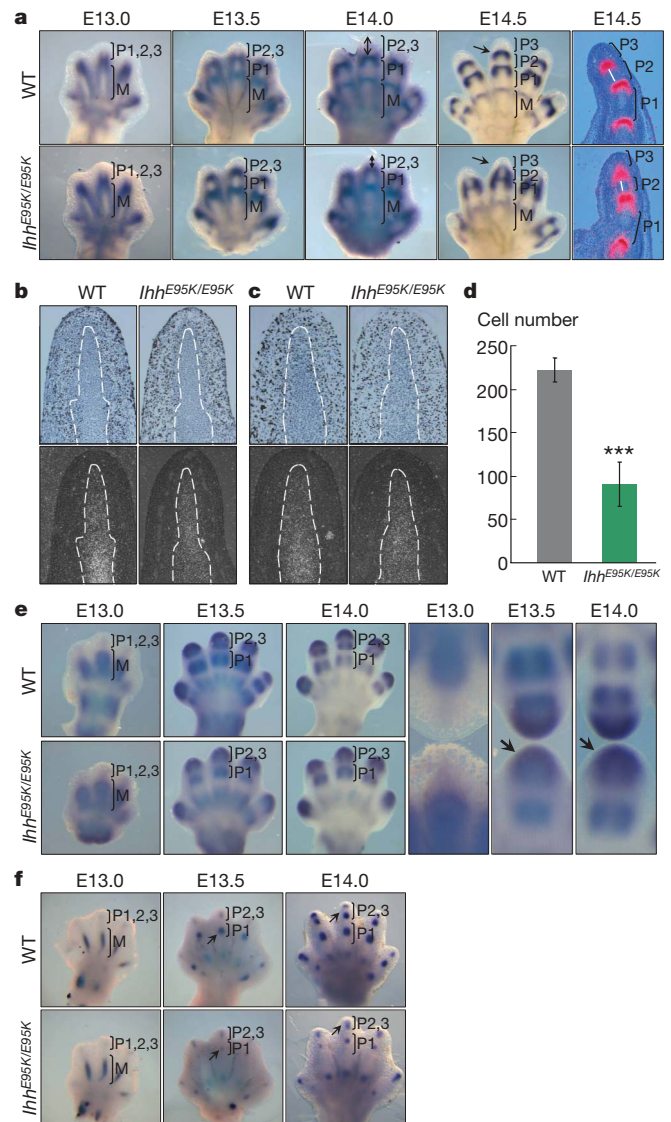 E13.0 E13.5 E14.0 E14.5 E14.5
a
WT
P1,2,3 M
P2,3 P1 M
P2,3 P1 M
P3 P2 P1 M
P3 P2 P1
Ihh^E95K/E95K
P1,2,3 M
P2,3 P1 M
P2,3 P1 M
P3 P2 P1 M
P3 P2 P1
b WT Ihh^E95K/E95K
c WT Ihh^E95K/E95K
d
Cell number
250
200
150
100
50
0
***
WT Ihh^E95K/E95K
e E13.0 E13.5 E14.0 E13.0 E13.5 E14.0
WT
P1,2,3 M
P2,3 P1
P2,3 P1
Ihh^E95K/E95K
P1,2,3 M
P2,3 P1
P2,3 P1
f E13.0 E13.5 E14.0
WT
P1,2,3 M
P2,3 P1
P2,3 P1
Ihh^E95K/E95K
P1,2,3 M
P2,3 P1
P2,3 P1